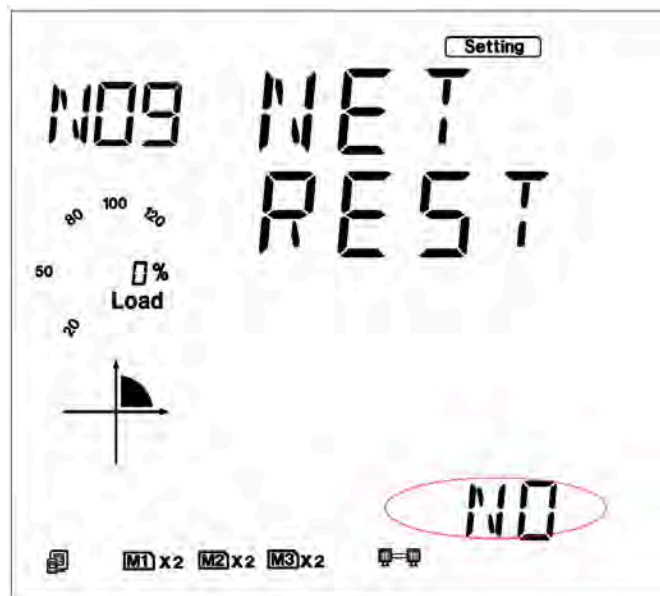 Setting
N09 NET
REST
80 100 120
50 0%
Load
20
NO
M1 X2 M2 X2 M3 X2